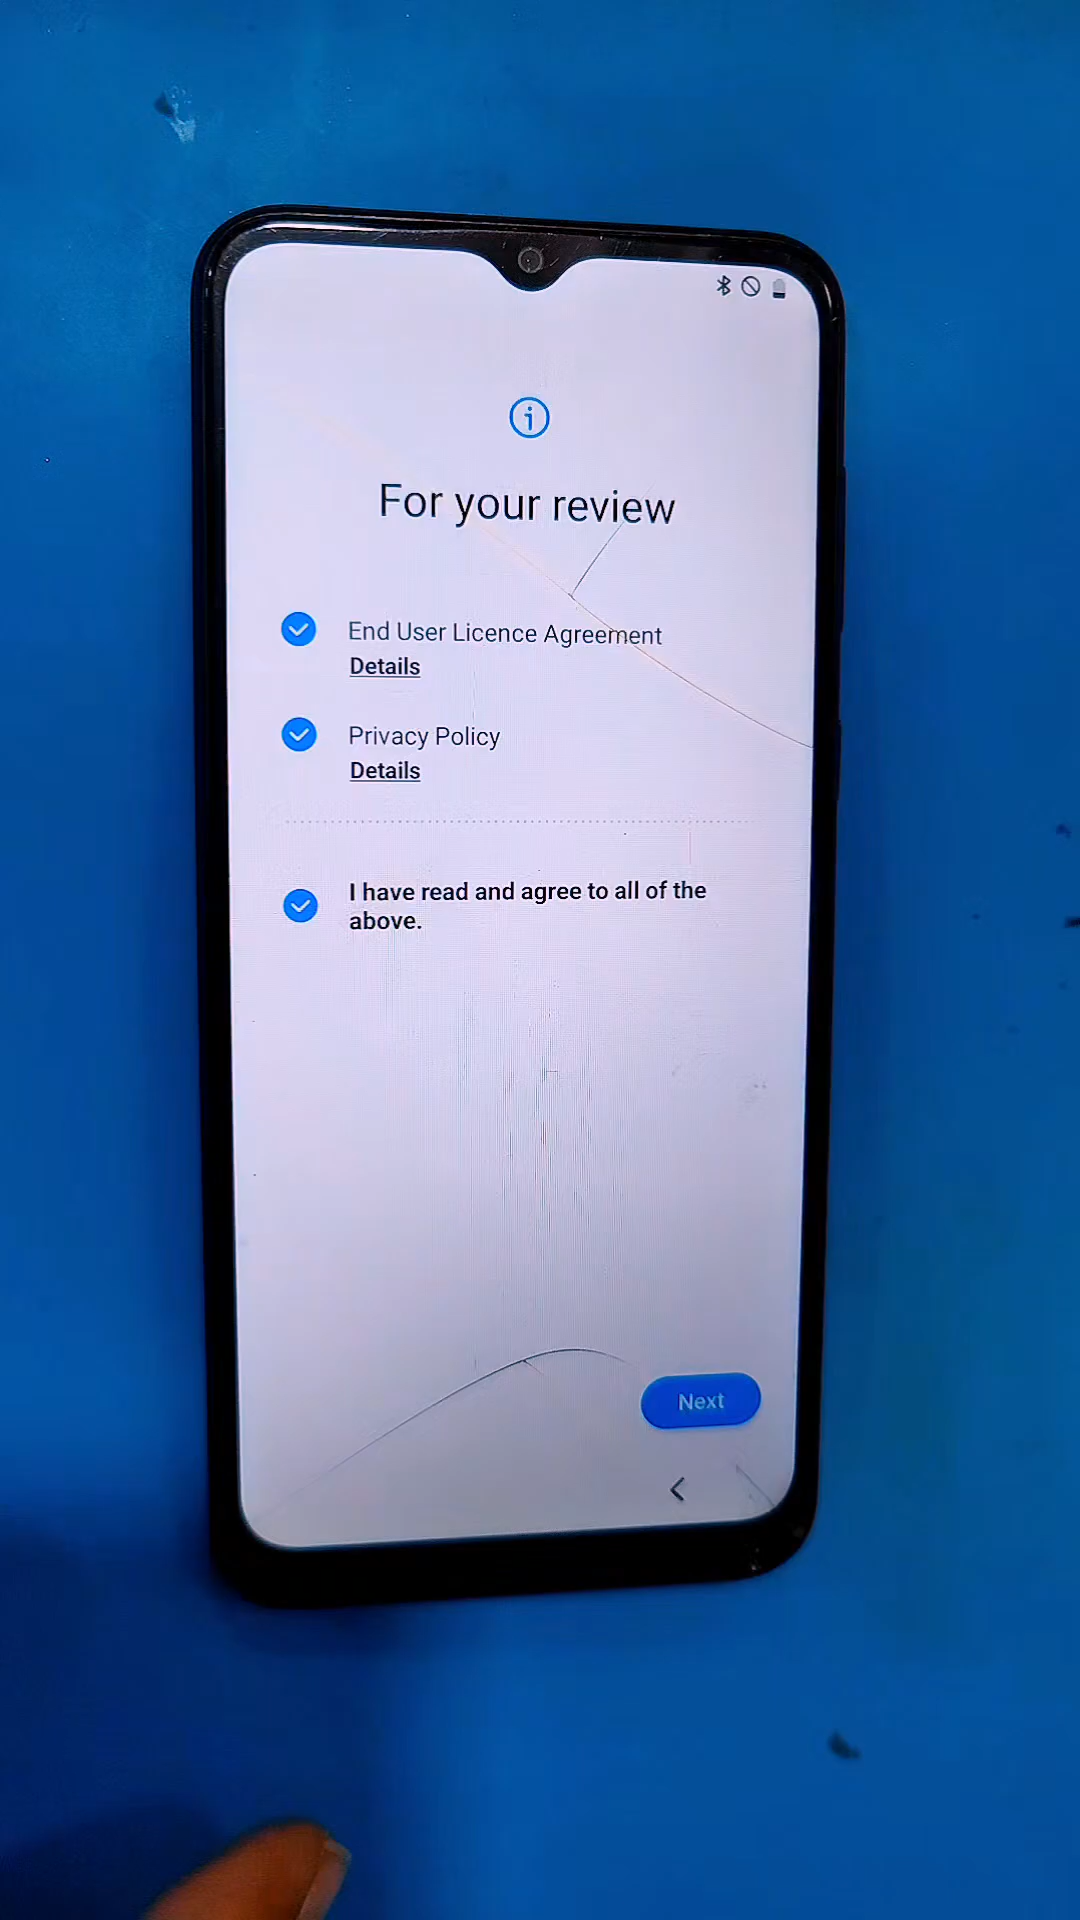 For your review
End User Licence Agreement
Details
Privacy Policy
Details
I have read and agree to all of the
above.
Next